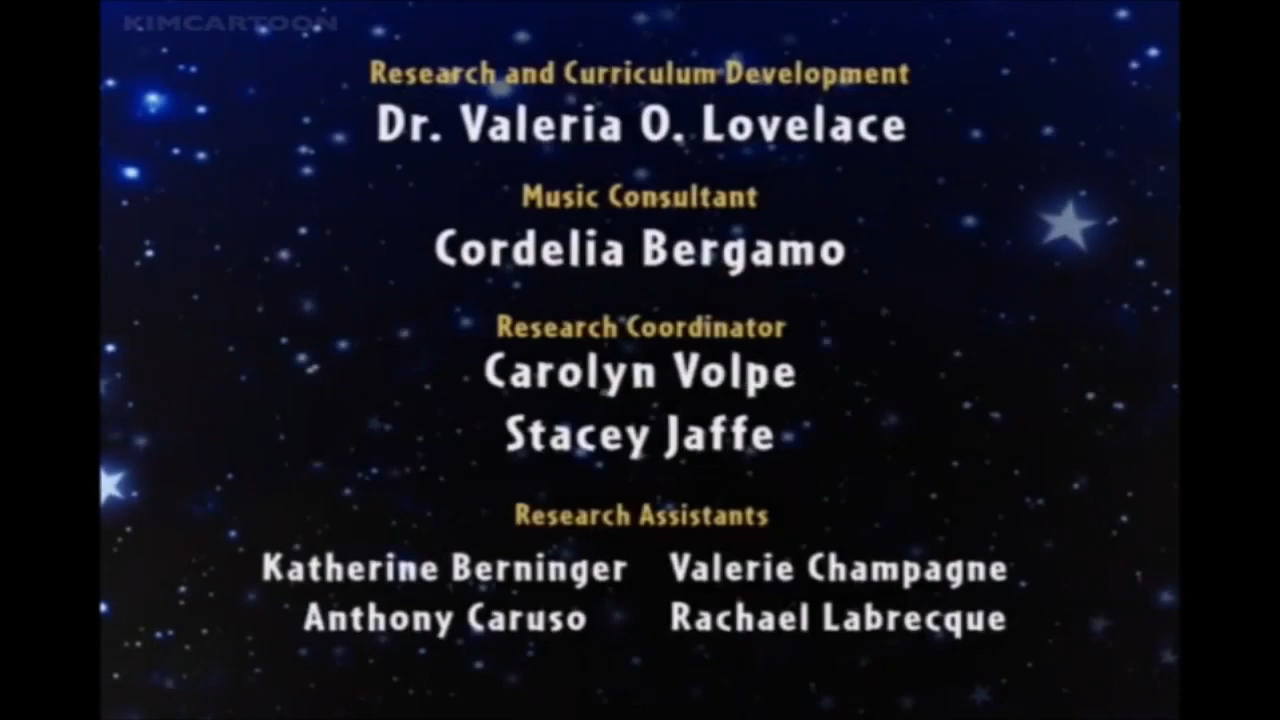 KIMCARTOON
Research and Curriculum Development
Dr. Valeria O. Lovelace
Music Consultant
Cordelia Bergamo
Research Coordinator
Carolyn Volpe
Stacey Jaffe
Research Assistants
Katherine Berninger Valerie Champagne
Anthony Caruso Rachael Labrecque